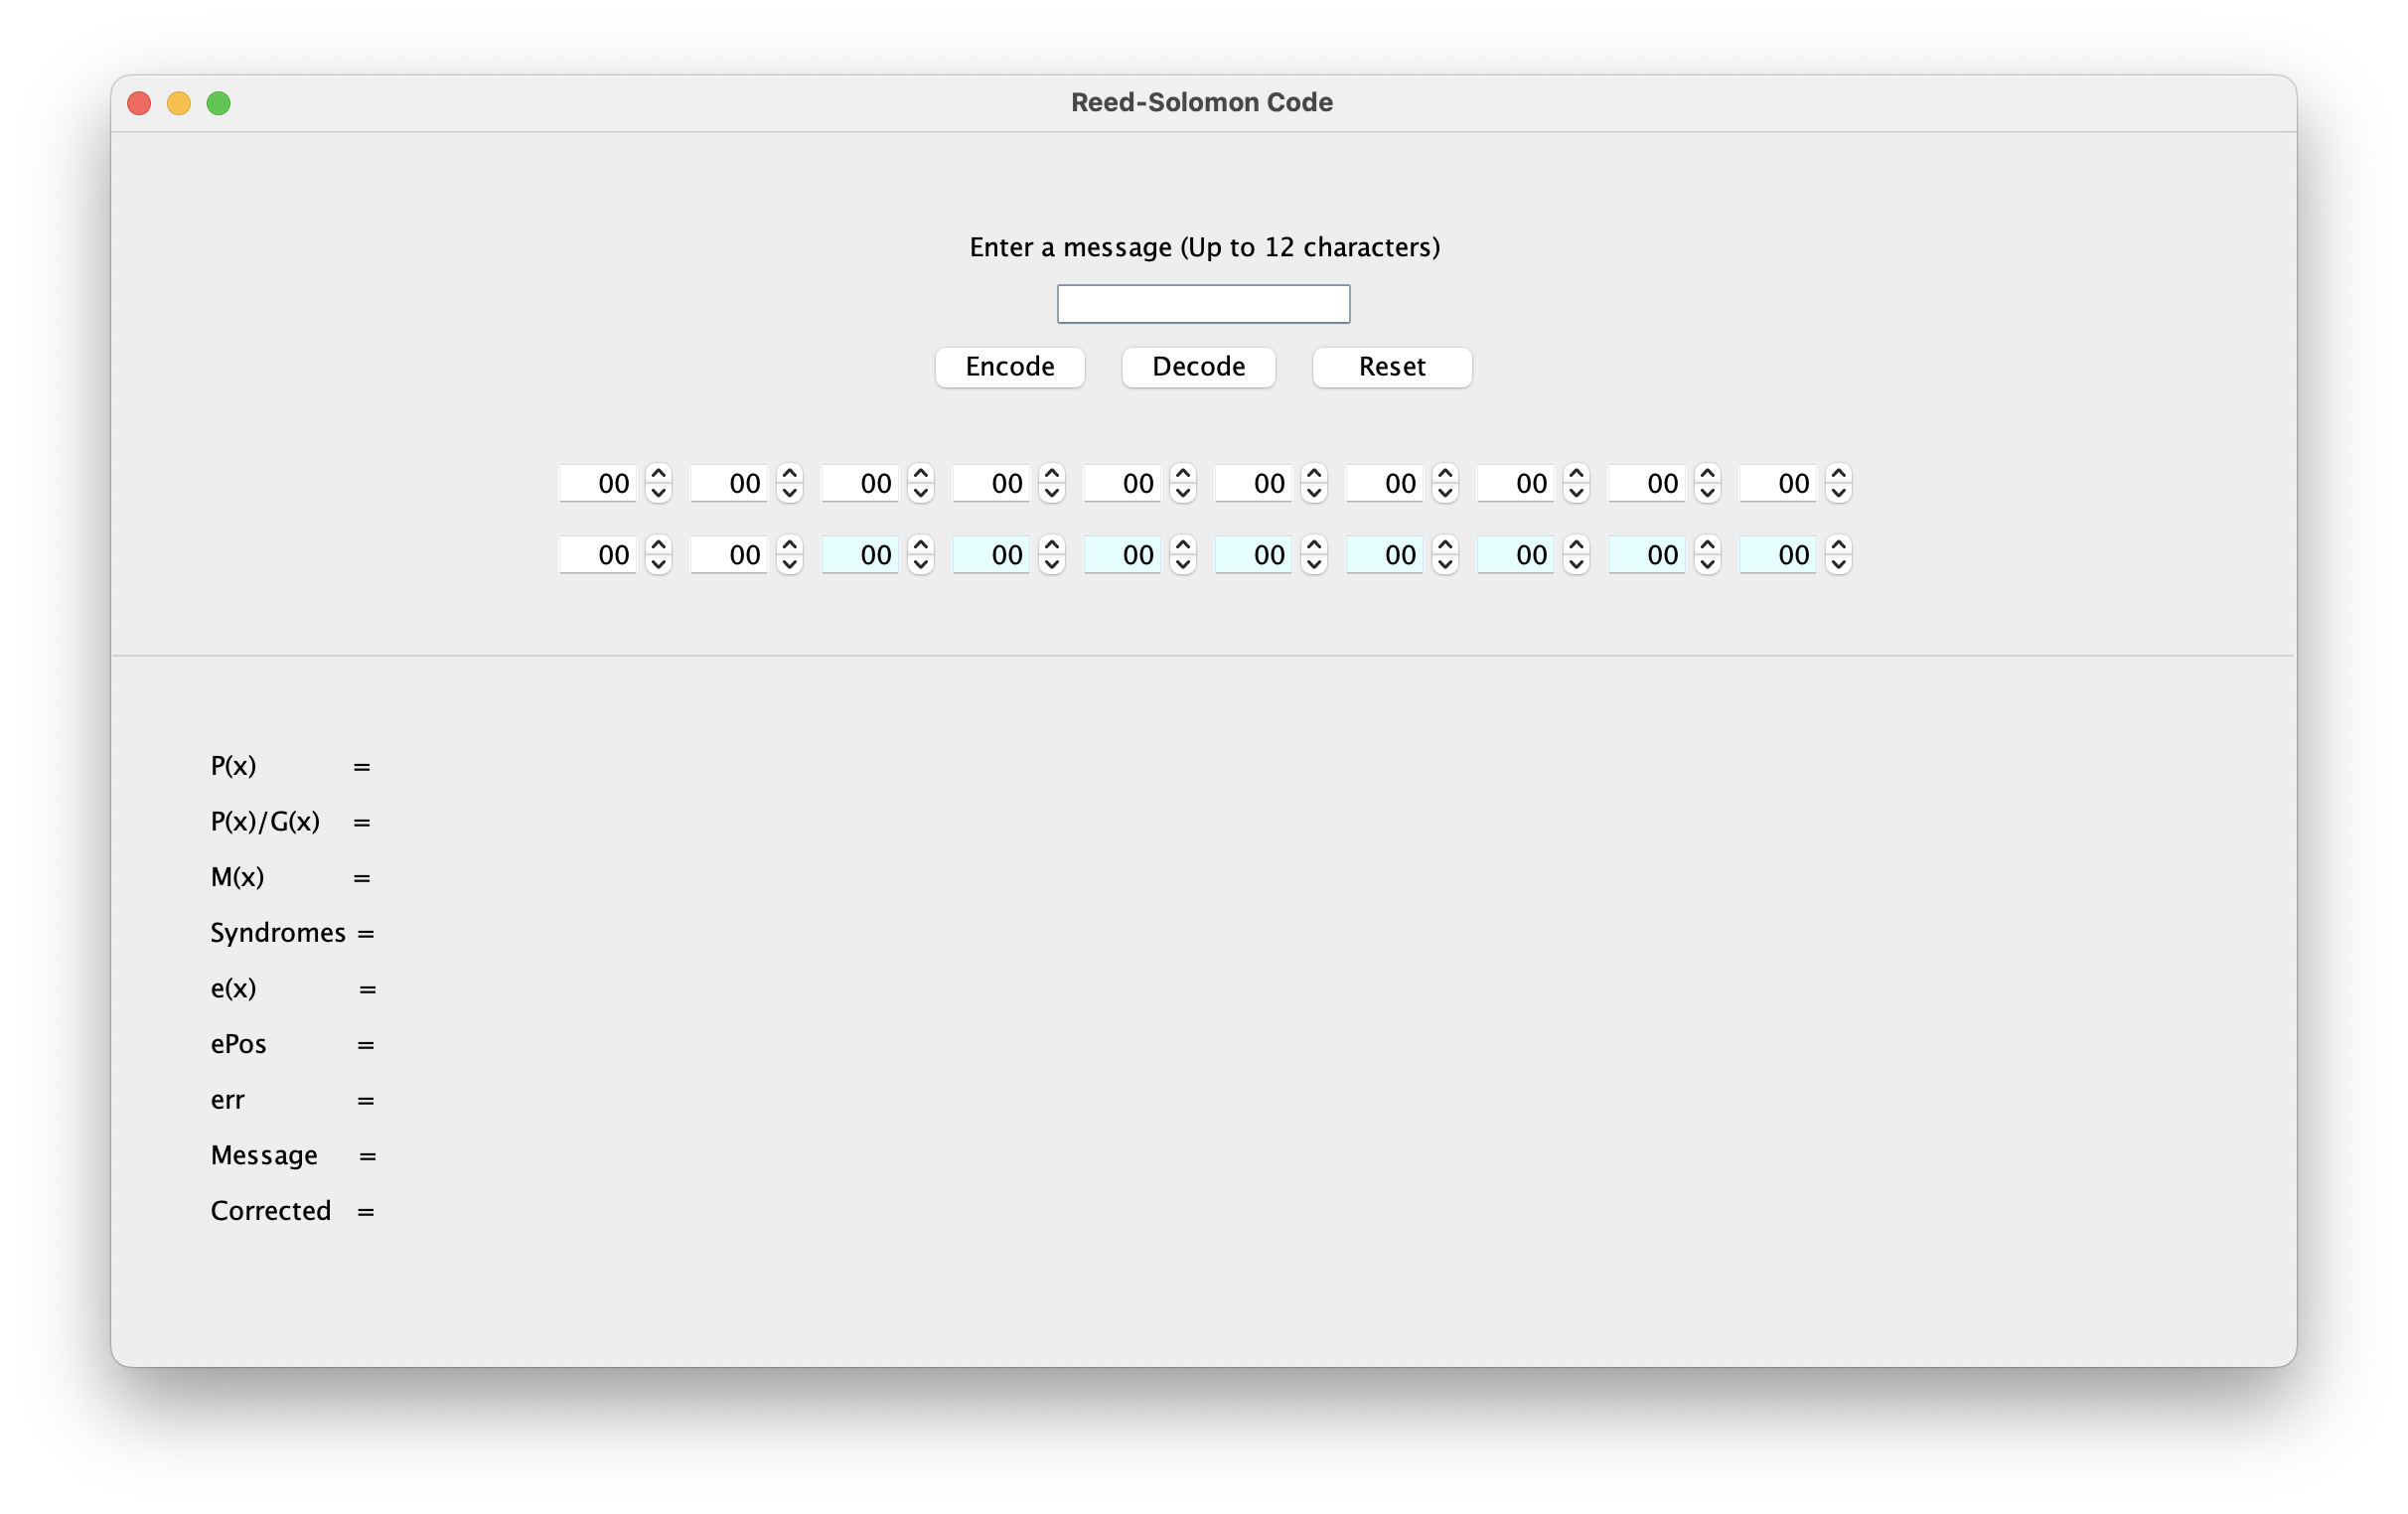 Reed-Solomon Code
Enter a message (Up to 12 characters)
Encode Decode Reset
00 00 00 00 00 00 00 00 00 00
00 00 00 00 00 00 00 00 00 00
P(x) =
P(x)/G(x) =
M(x) =
Syndromes =
e(x) =
ePos =
err =
Message =
Corrected =